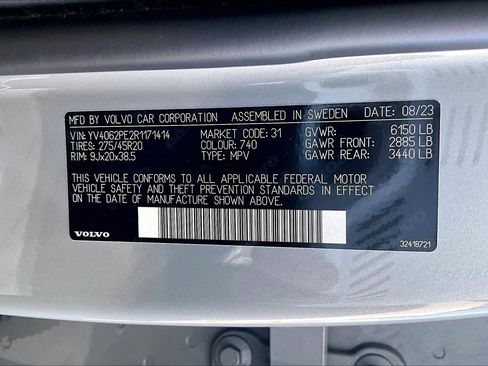 MFD BY VOLVO CAR CORPORATION ASSEMBLED IN SWEDEN DATE: 08/23
VIN: YV4062PE2R1171414 MARKET CODE: 31 GVWR: 6150 LB
TIRES: 275/45R20 COLOUR: 740 GAWR FRONT: 2885 LB
RIM: 9Jx20x38.5 TYPE: MPV GAWR REAR: 3440 LB
THIS VEHICLE CONFORMS TO ALL APPLICABLE FEDERAL MOTOR
VEHICLE SAFETY AND THEFT PREVENTION STANDARDS IN EFFECT ON
THE DATE OF MANUFACTURE SHOWN ABOVE.
VOLVO 32418721